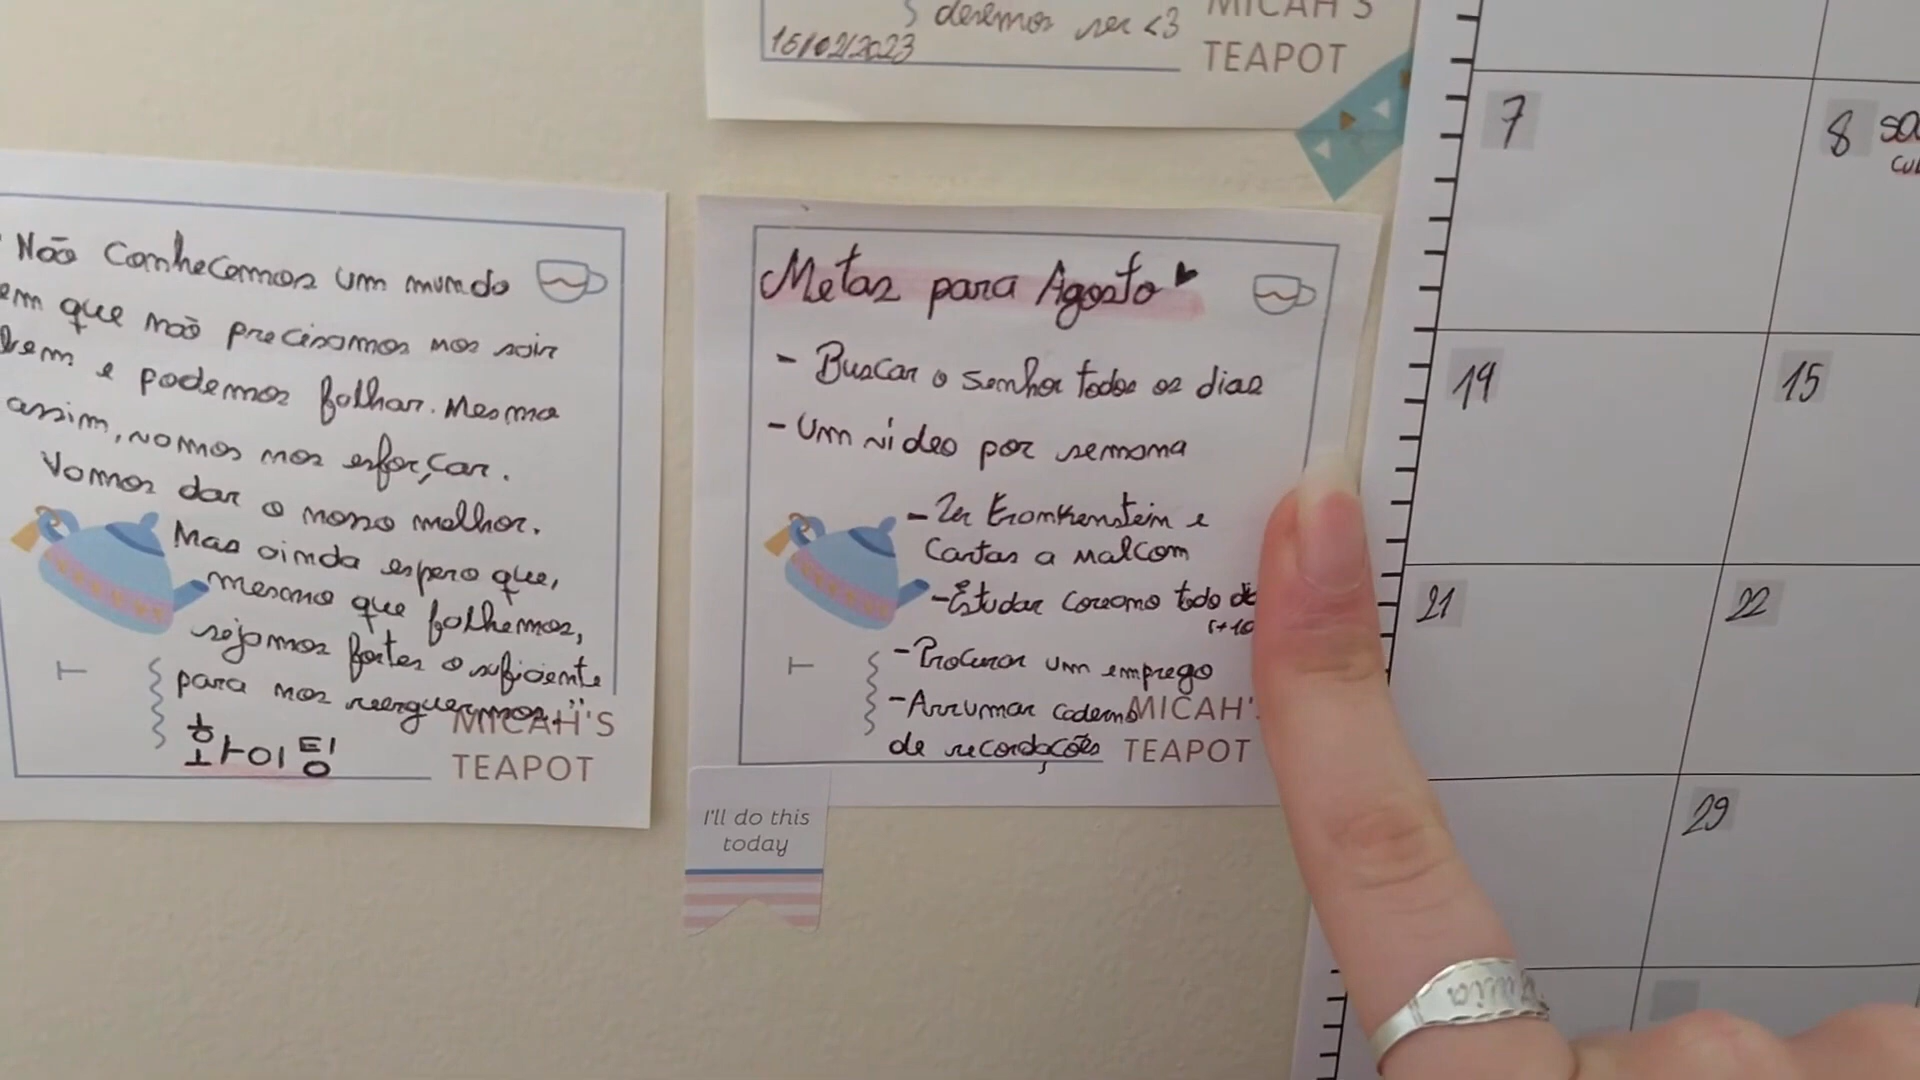 devemos ser <3
15/02/2023
MICAH'S
TEAPOT
Não conhecemos um mundo
em que não precisamos nos sair
bem e podemos falhar. Mesmo
assim, vamos nos esforçar.
Vamos dar o nosso melhor.
Mas ainda espero que,
mesmo que falhemos,
sejamos fortes o suficiente
para nos reerguermos.
화이팅
MICAH'S
TEAPOT
Metas para Agosto
- Buscar o Senhor todos os dias
- Um vídeo por semana
- Ler Frankenstein e
Cartas a Malcom
- Estudar coreano todo
- Procurar um emprego
- Arrumar caderno
de recordações
MICAH'
TEAPOT
I'll do this
today
7
8
14
15
21
22
29